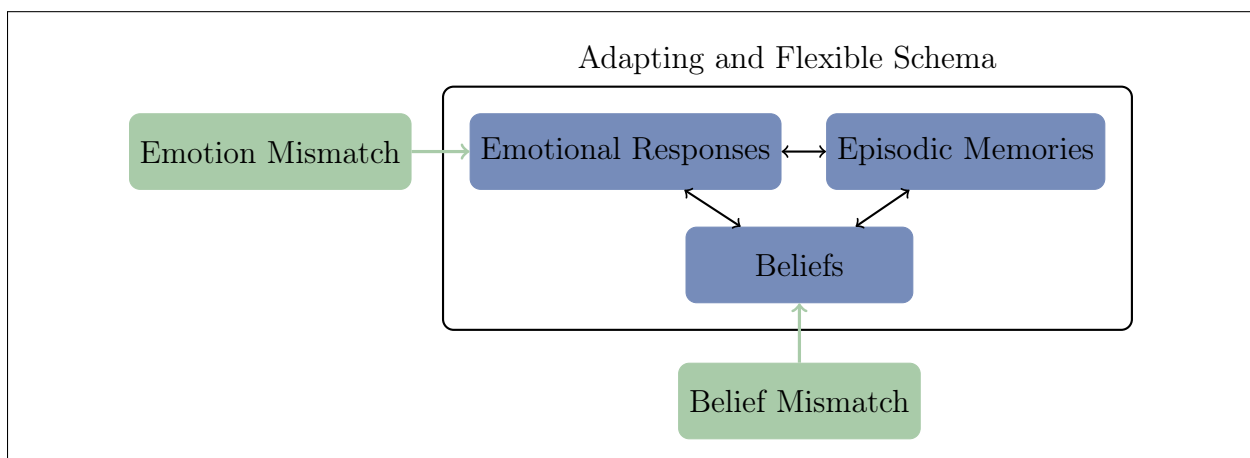 Adapting and Flexible Schema
Emotion Mismatch
Emotional Responses
Episodic Memories
Beliefs
Belief Mismatch